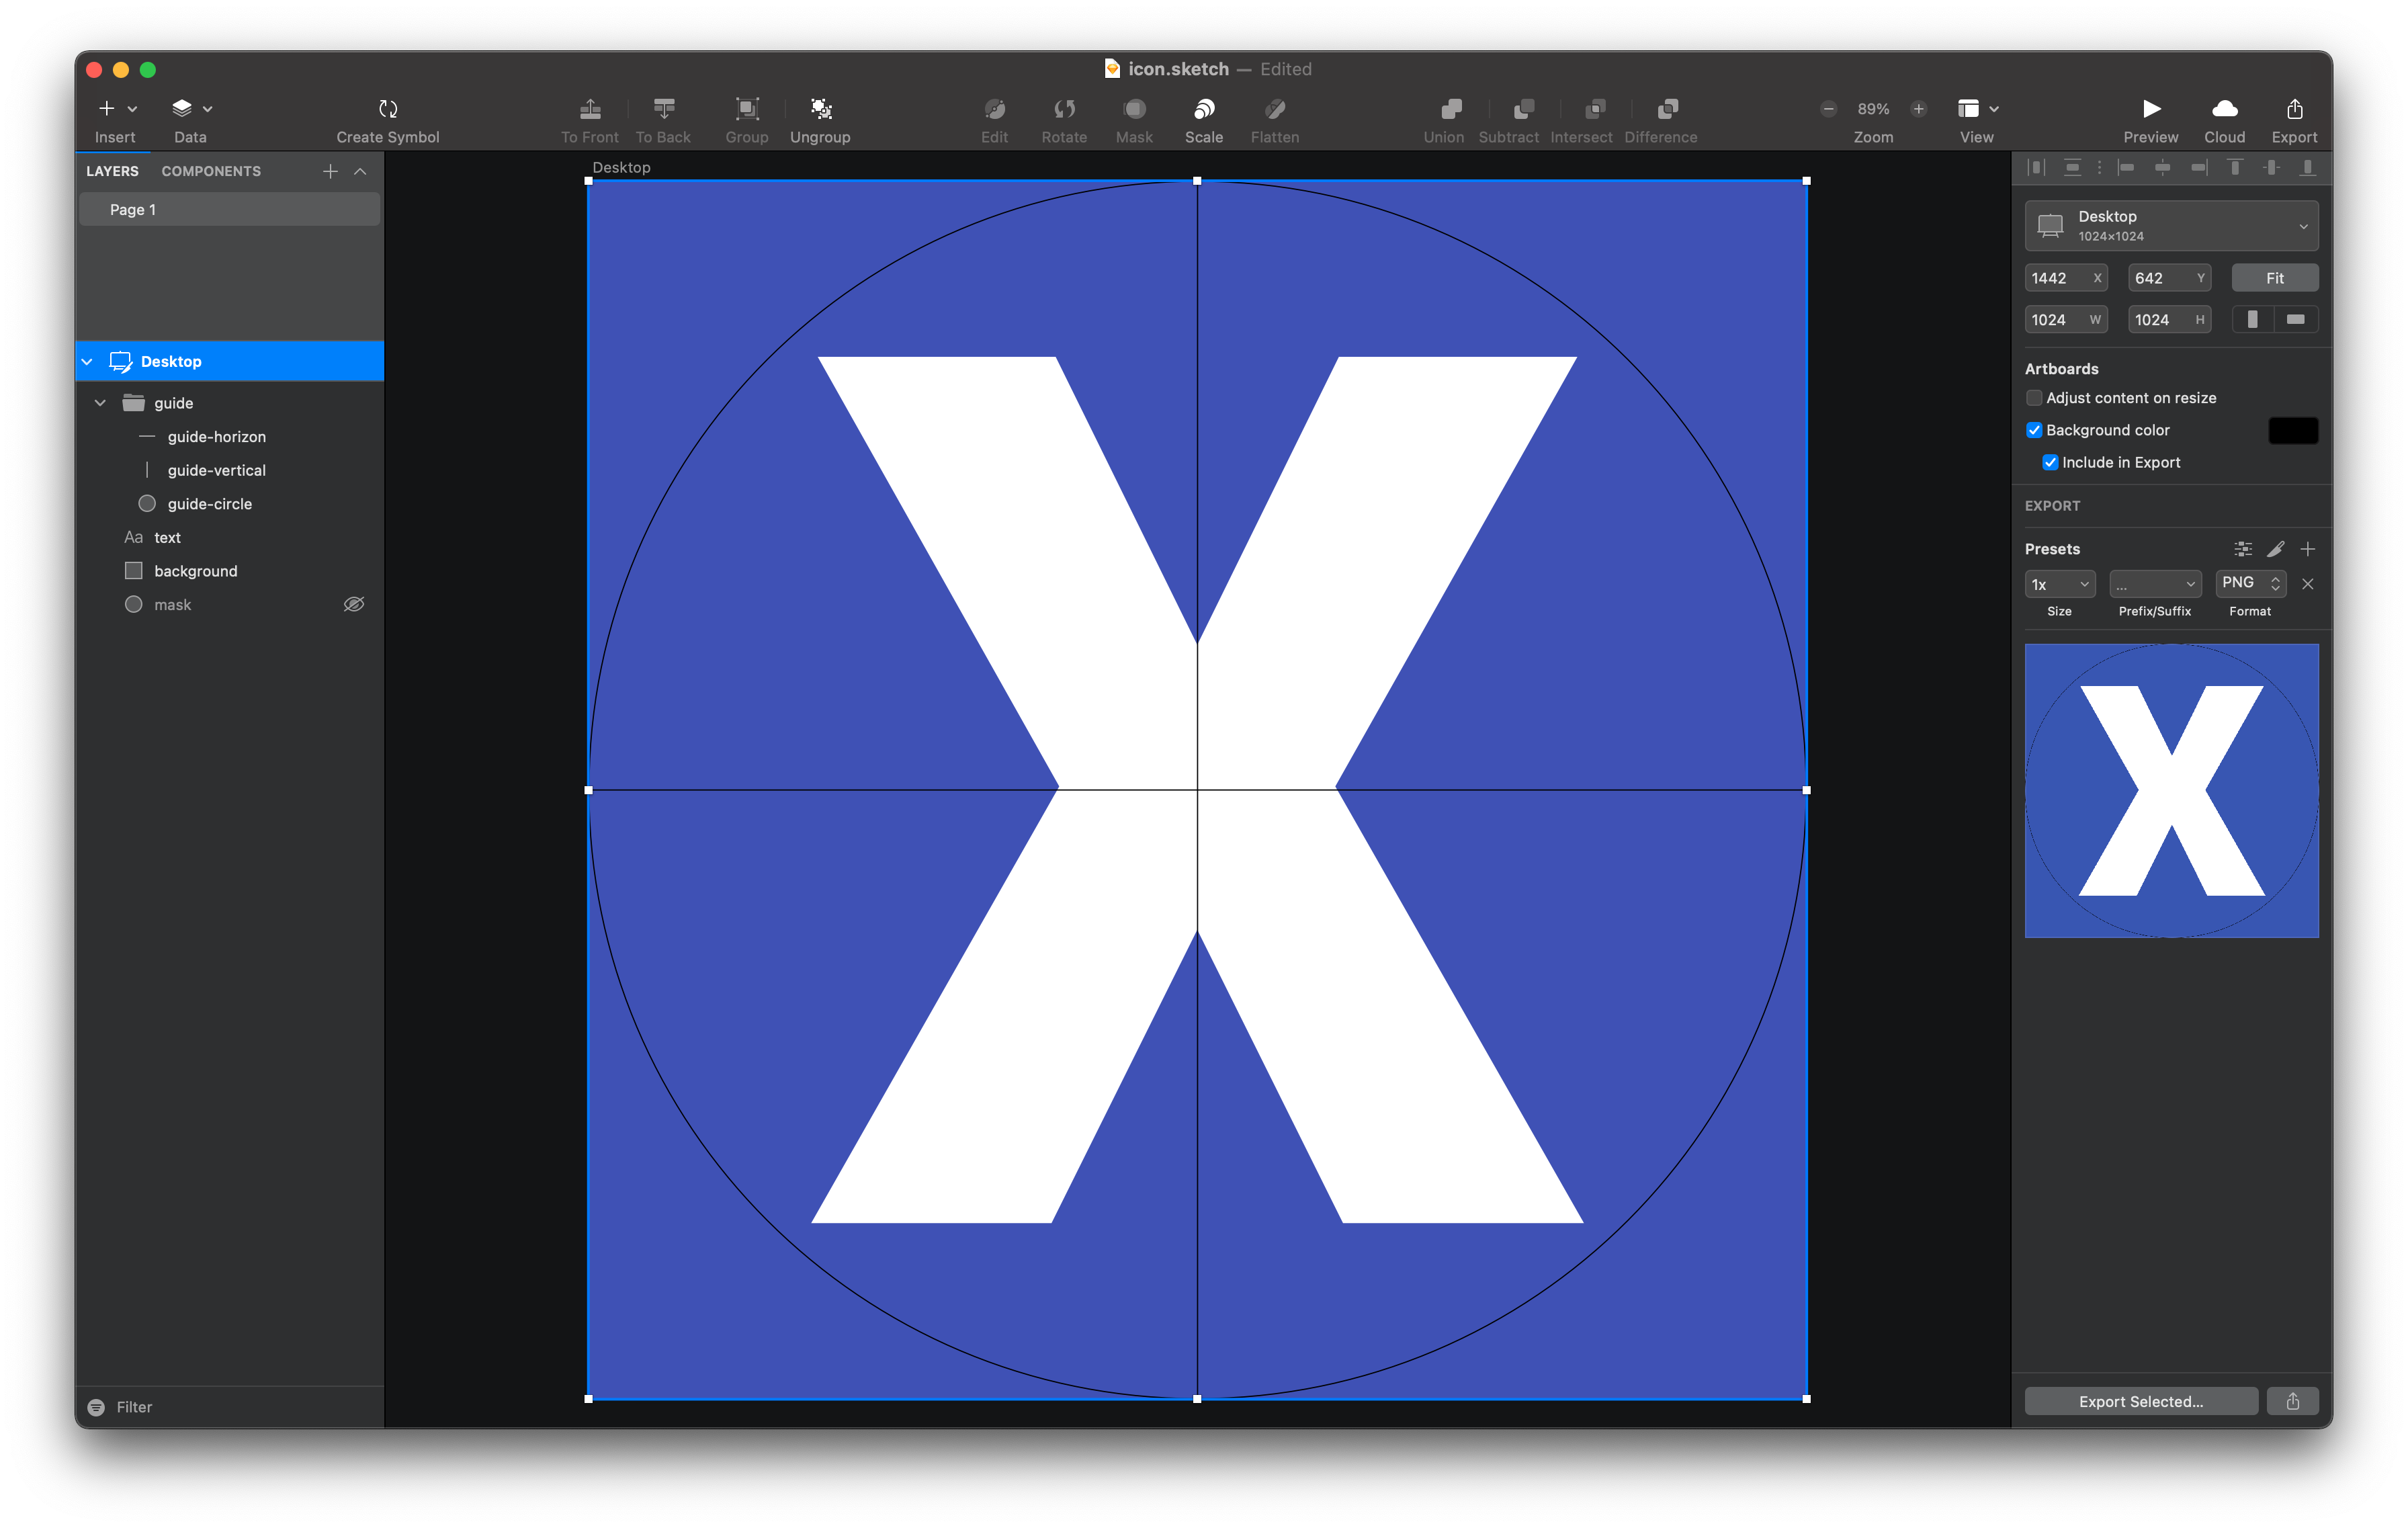 icon.sketch — Edited
Insert
Data
Create Symbol
To Front
To Back
Group
Ungroup
Edit
Rotate
Mask
Scale
Flatten
Union
Subtract
Intersect
Difference
89%
Zoom
View
Preview
Cloud
Export
LAYERS
COMPONENTS
Page 1
Desktop
guide
guide-horizon
guide-vertical
guide-circle
Aa text
background
mask
Filter
Desktop
X
Desktop
1024×1024
1442 X
642 Y
Fit
1024 W
1024 H
Artboards
Adjust content on resize
Background color
Include in Export
EXPORT
Presets
1x
...
PNG
Size
Prefix/Suffix
Format
X
Export Selected...